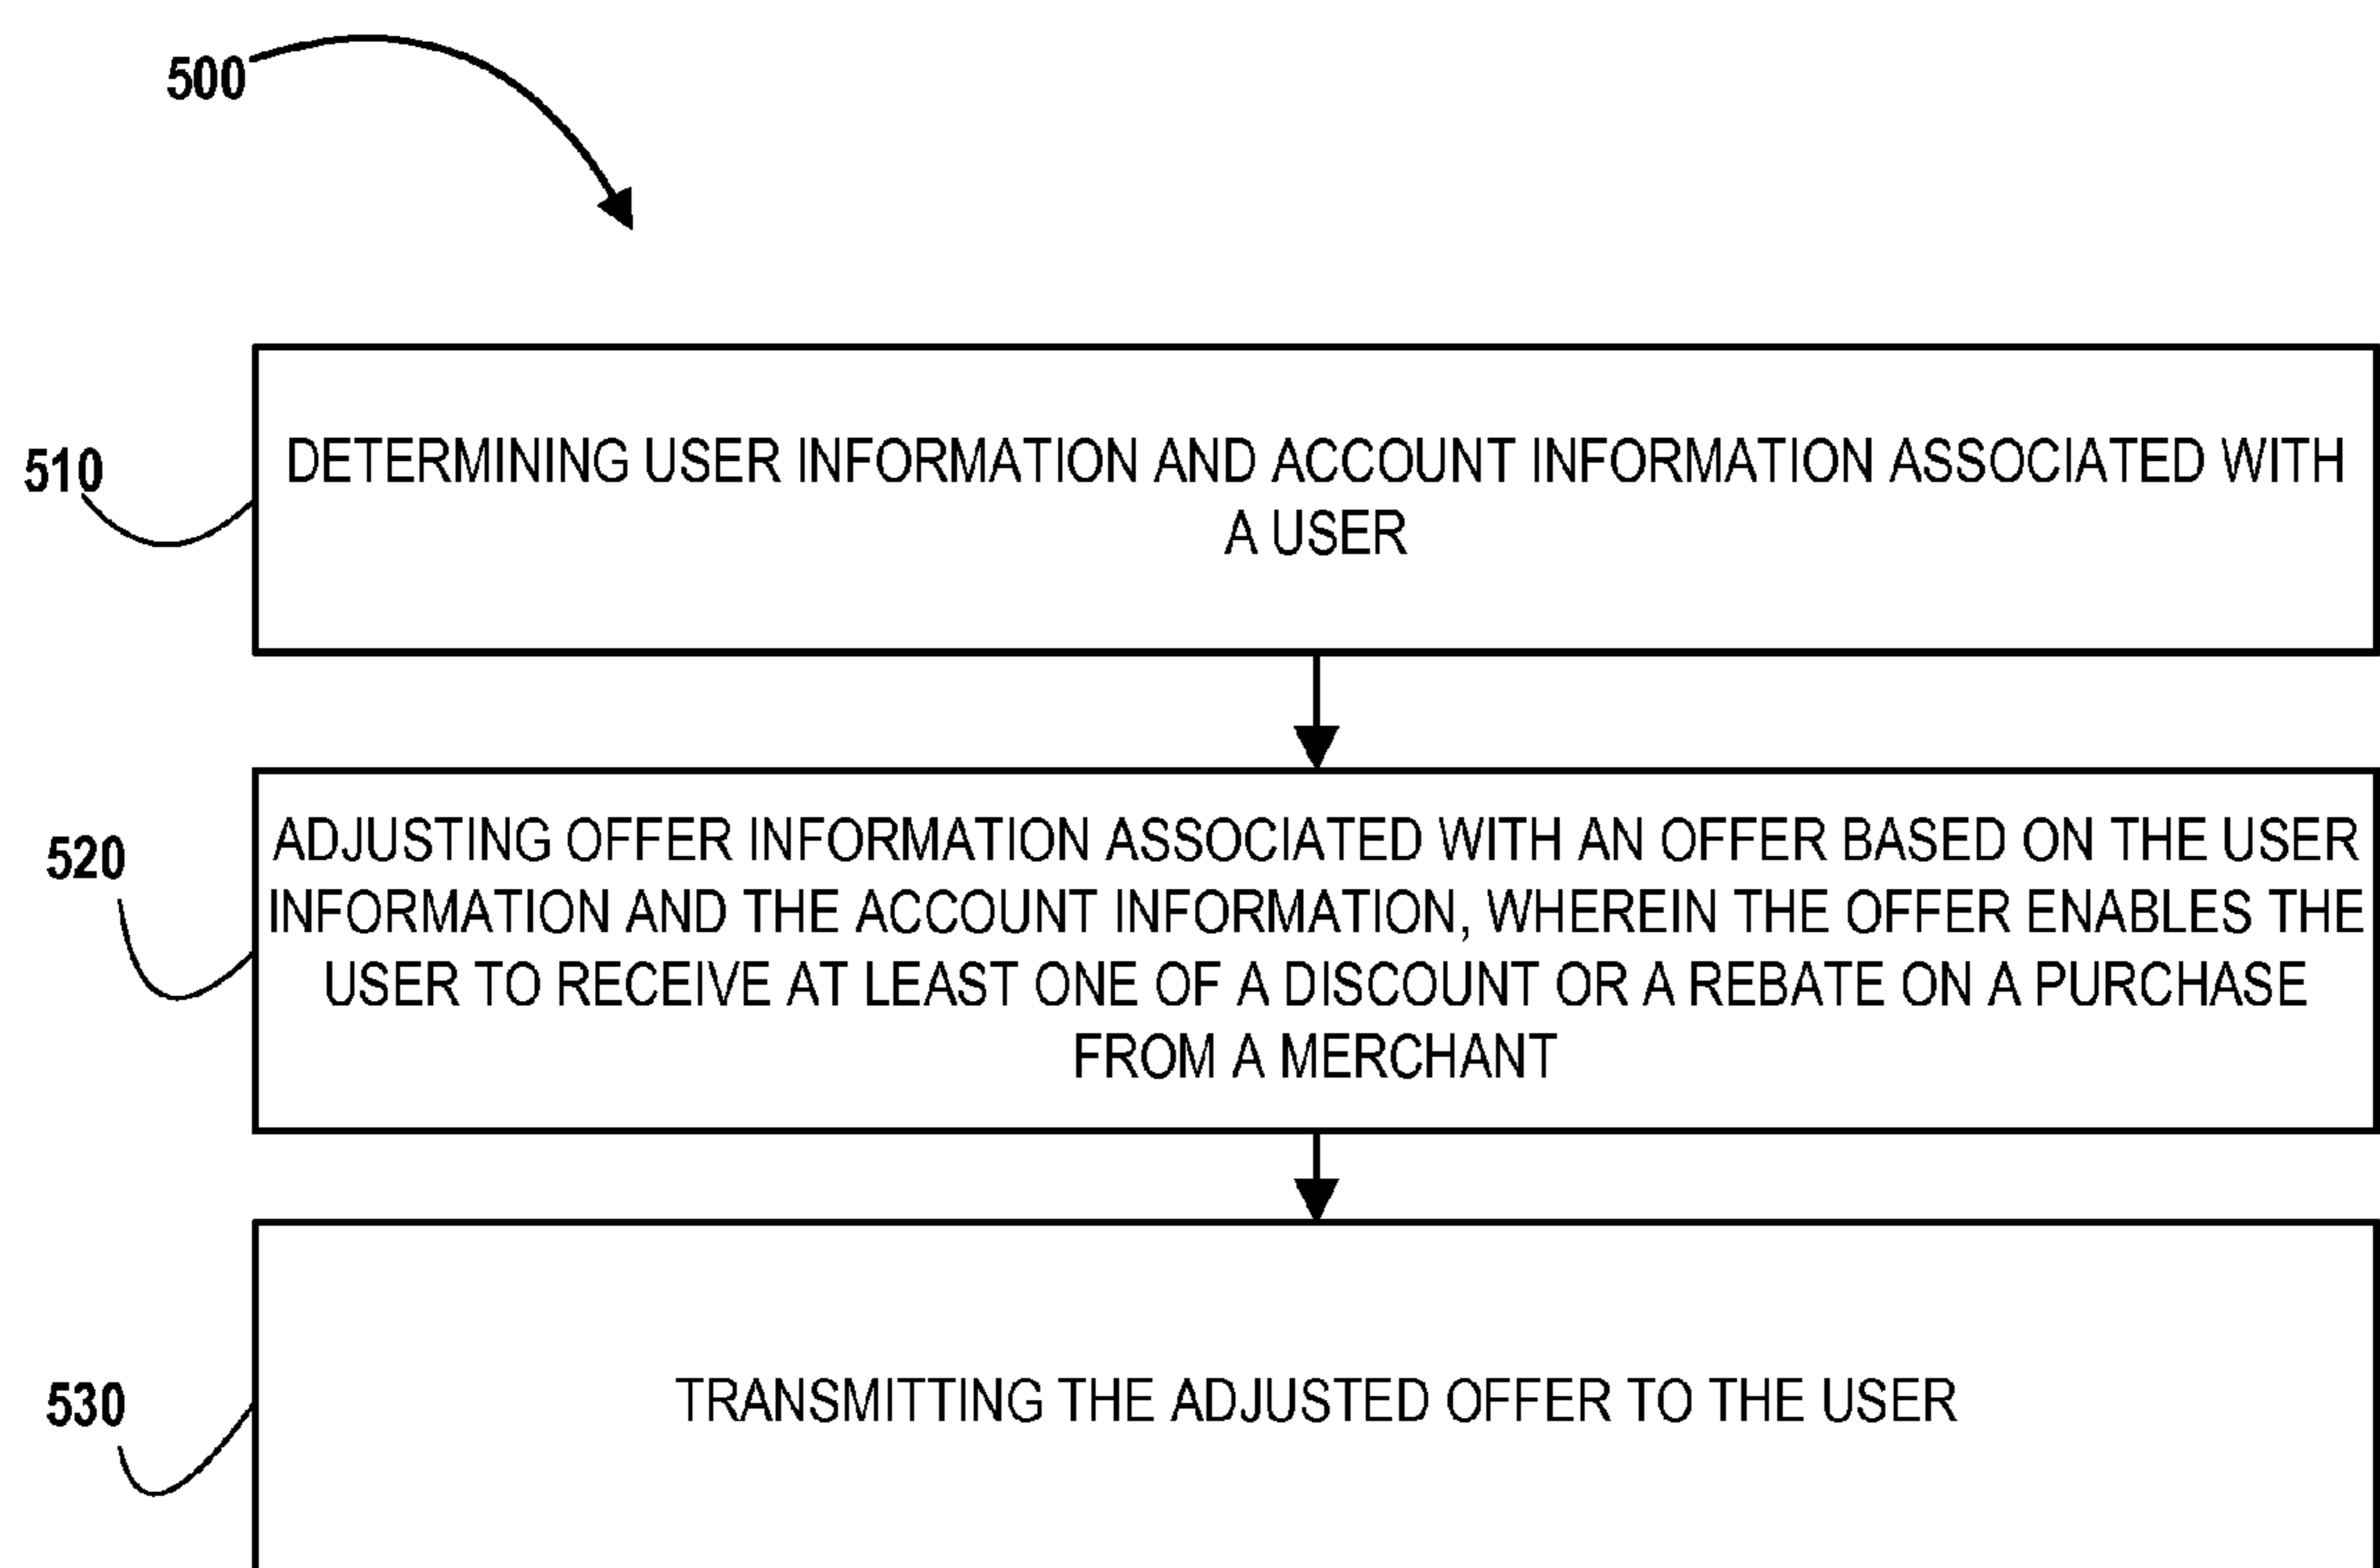 500
510
DETERMINING USER INFORMATION AND ACCOUNT INFORMATION ASSOCIATED WITH
A USER
520
ADJUSTING OFFER INFORMATION ASSOCIATED WITH AN OFFER BASED ON THE USER
INFORMATION AND THE ACCOUNT INFORMATION, WHEREIN THE OFFER ENABLES THE
USER TO RECEIVE AT LEAST ONE OF A DISCOUNT OR A REBATE ON A PURCHASE
FROM A MERCHANT
530
TRANSMITTING THE ADJUSTED OFFER TO THE USER